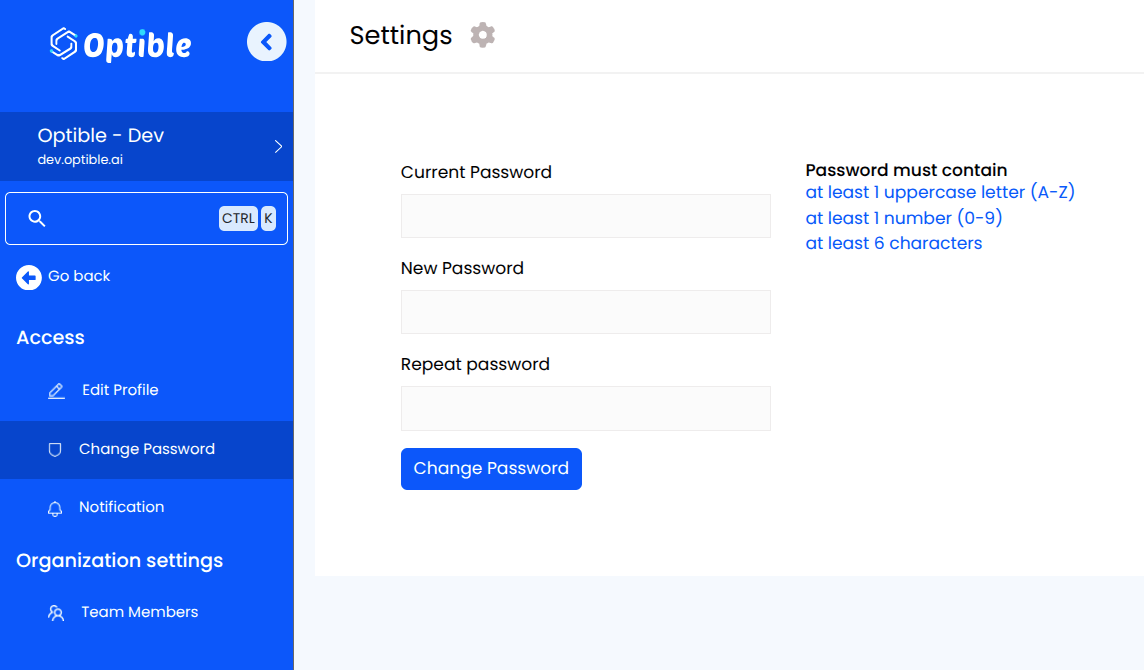 Optible
Optible - Dev
dev.optible.ai
CTRL K
Go back
Access
Edit Profile
Change Password
Notification
Organization settings
Team Members
Settings
Current Password
New Password
Repeat password
Change Password
Password must contain
at least 1 uppercase letter (A-Z)
at least 1 number (0-9)
at least 6 characters